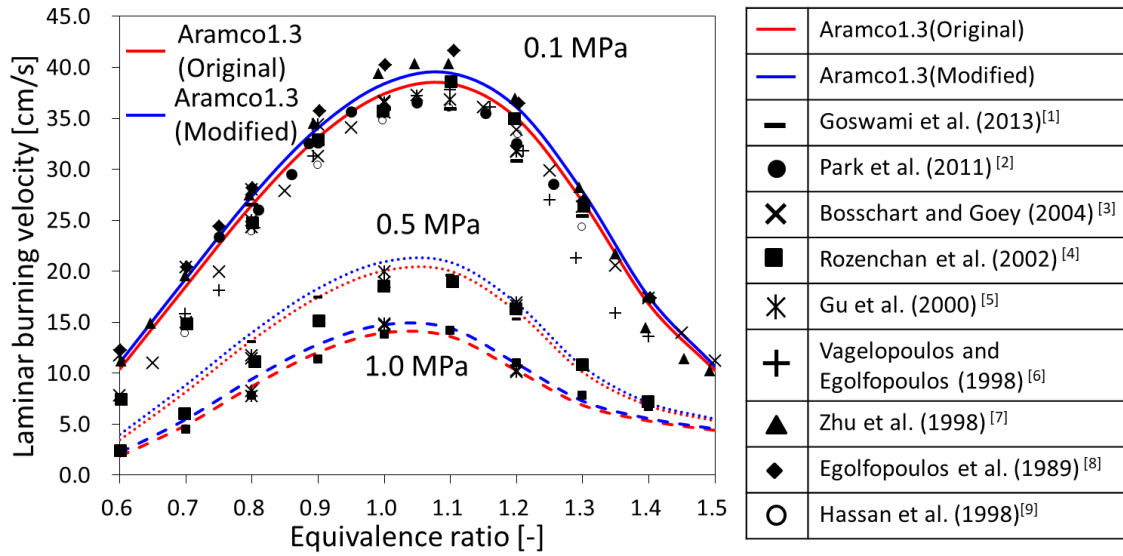 45.0
40.0
35.0
30.0
25.0
20.0
15.0
10.0
5.0
0.0
Laminar burning velocity [cm/s]
Aramco1.3
(Original)
Aramco1.3
(Modified)
0.1 MPa
0.5 MPa
1.0 MPa
0.6 0.7 0.8 0.9 1.0 1.1 1.2 1.3 1.4 1.5
Equivalence ratio [-]
Aramco1.3(Original)
Aramco1.3(Modified)
Goswami et al. (2013)[1]
Park et al. (2011) [2]
Bosschart and Goey (2004) [3]
Rozenchan et al. (2002) [4]
Gu et al. (2000) [5]
Vagelopoulos and
Egolfopoulos (1998) [6]
Zhu et al. (1998) [7]
Egolfopoulos et al. (1989) [8]
Hassan et al. (1998)[9]